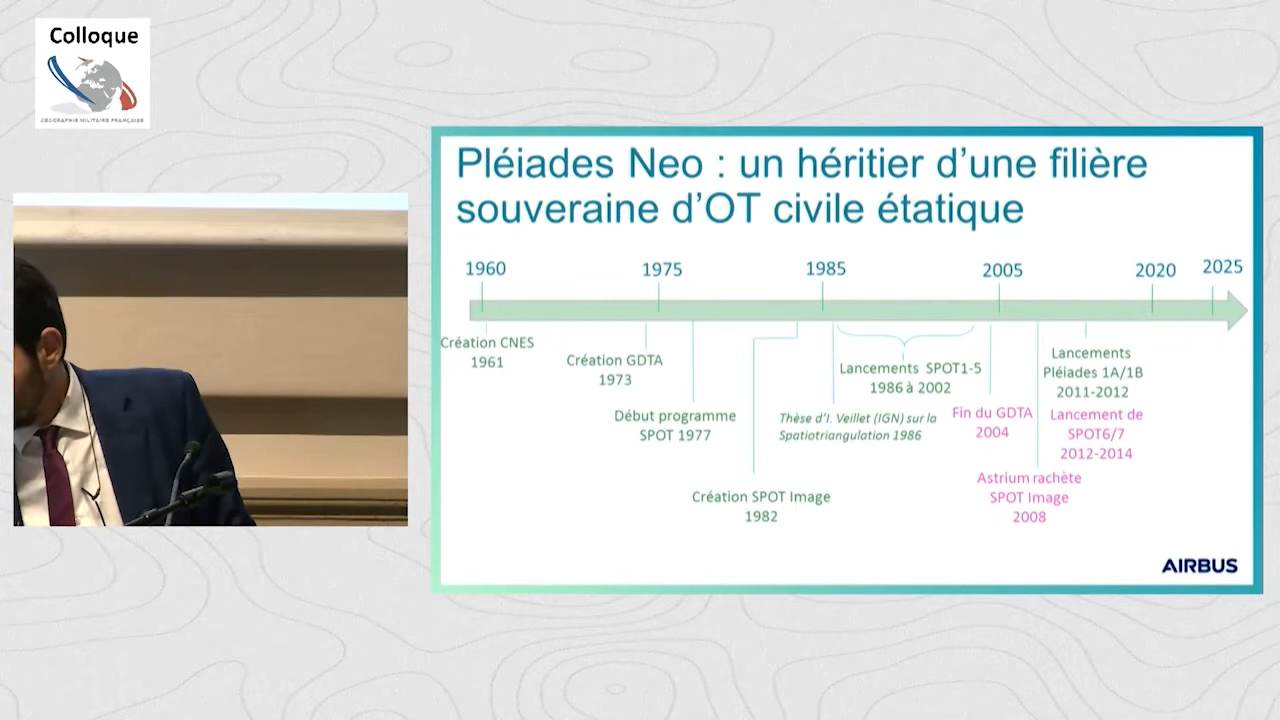 Colloque
GÉOGRAPHIE MILITAIRE FRANÇAISE
Pléiades Neo : un héritier d’une filière
souveraine d’OT civile étatique
1960
1975
1985
2005
2020
2025
Création CNES
1961
Création GDTA
1973
Début programme
SPOT 1977
Création SPOT Image
1982
Thèse d’I. Veillet (IGN) sur la
Spatiotriangulation 1986
Lancements SPOT1-5
1986 à 2002
Fin du GDTA
2004
Astrium rachète
SPOT Image
2008
Lancements
Pléiades 1A/1B
2011-2012
Lancement de
SPOT6/7
2012-2014
AIRBUS